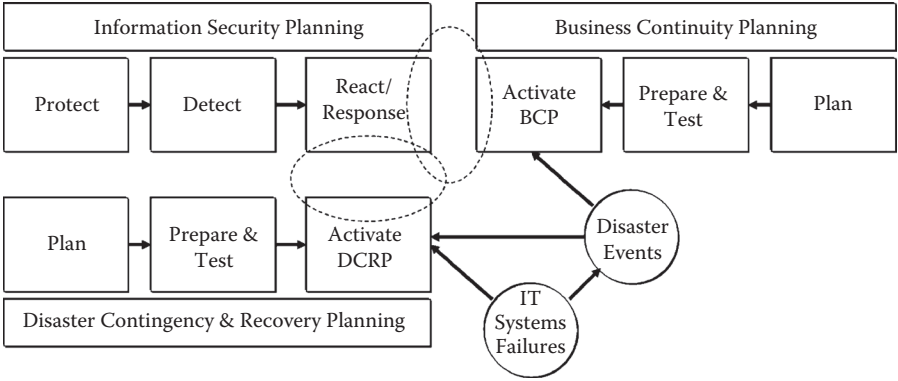 Information Security Planning
Business Continuity Planning
Protect
Detect
React/
Response
Activate
BCP
Prepare &
Test
Plan
Plan
Prepare &
Test
Activate
DCRP
Disaster
Events
IT
Systems
Failures
Disaster Contingency & Recovery Planning